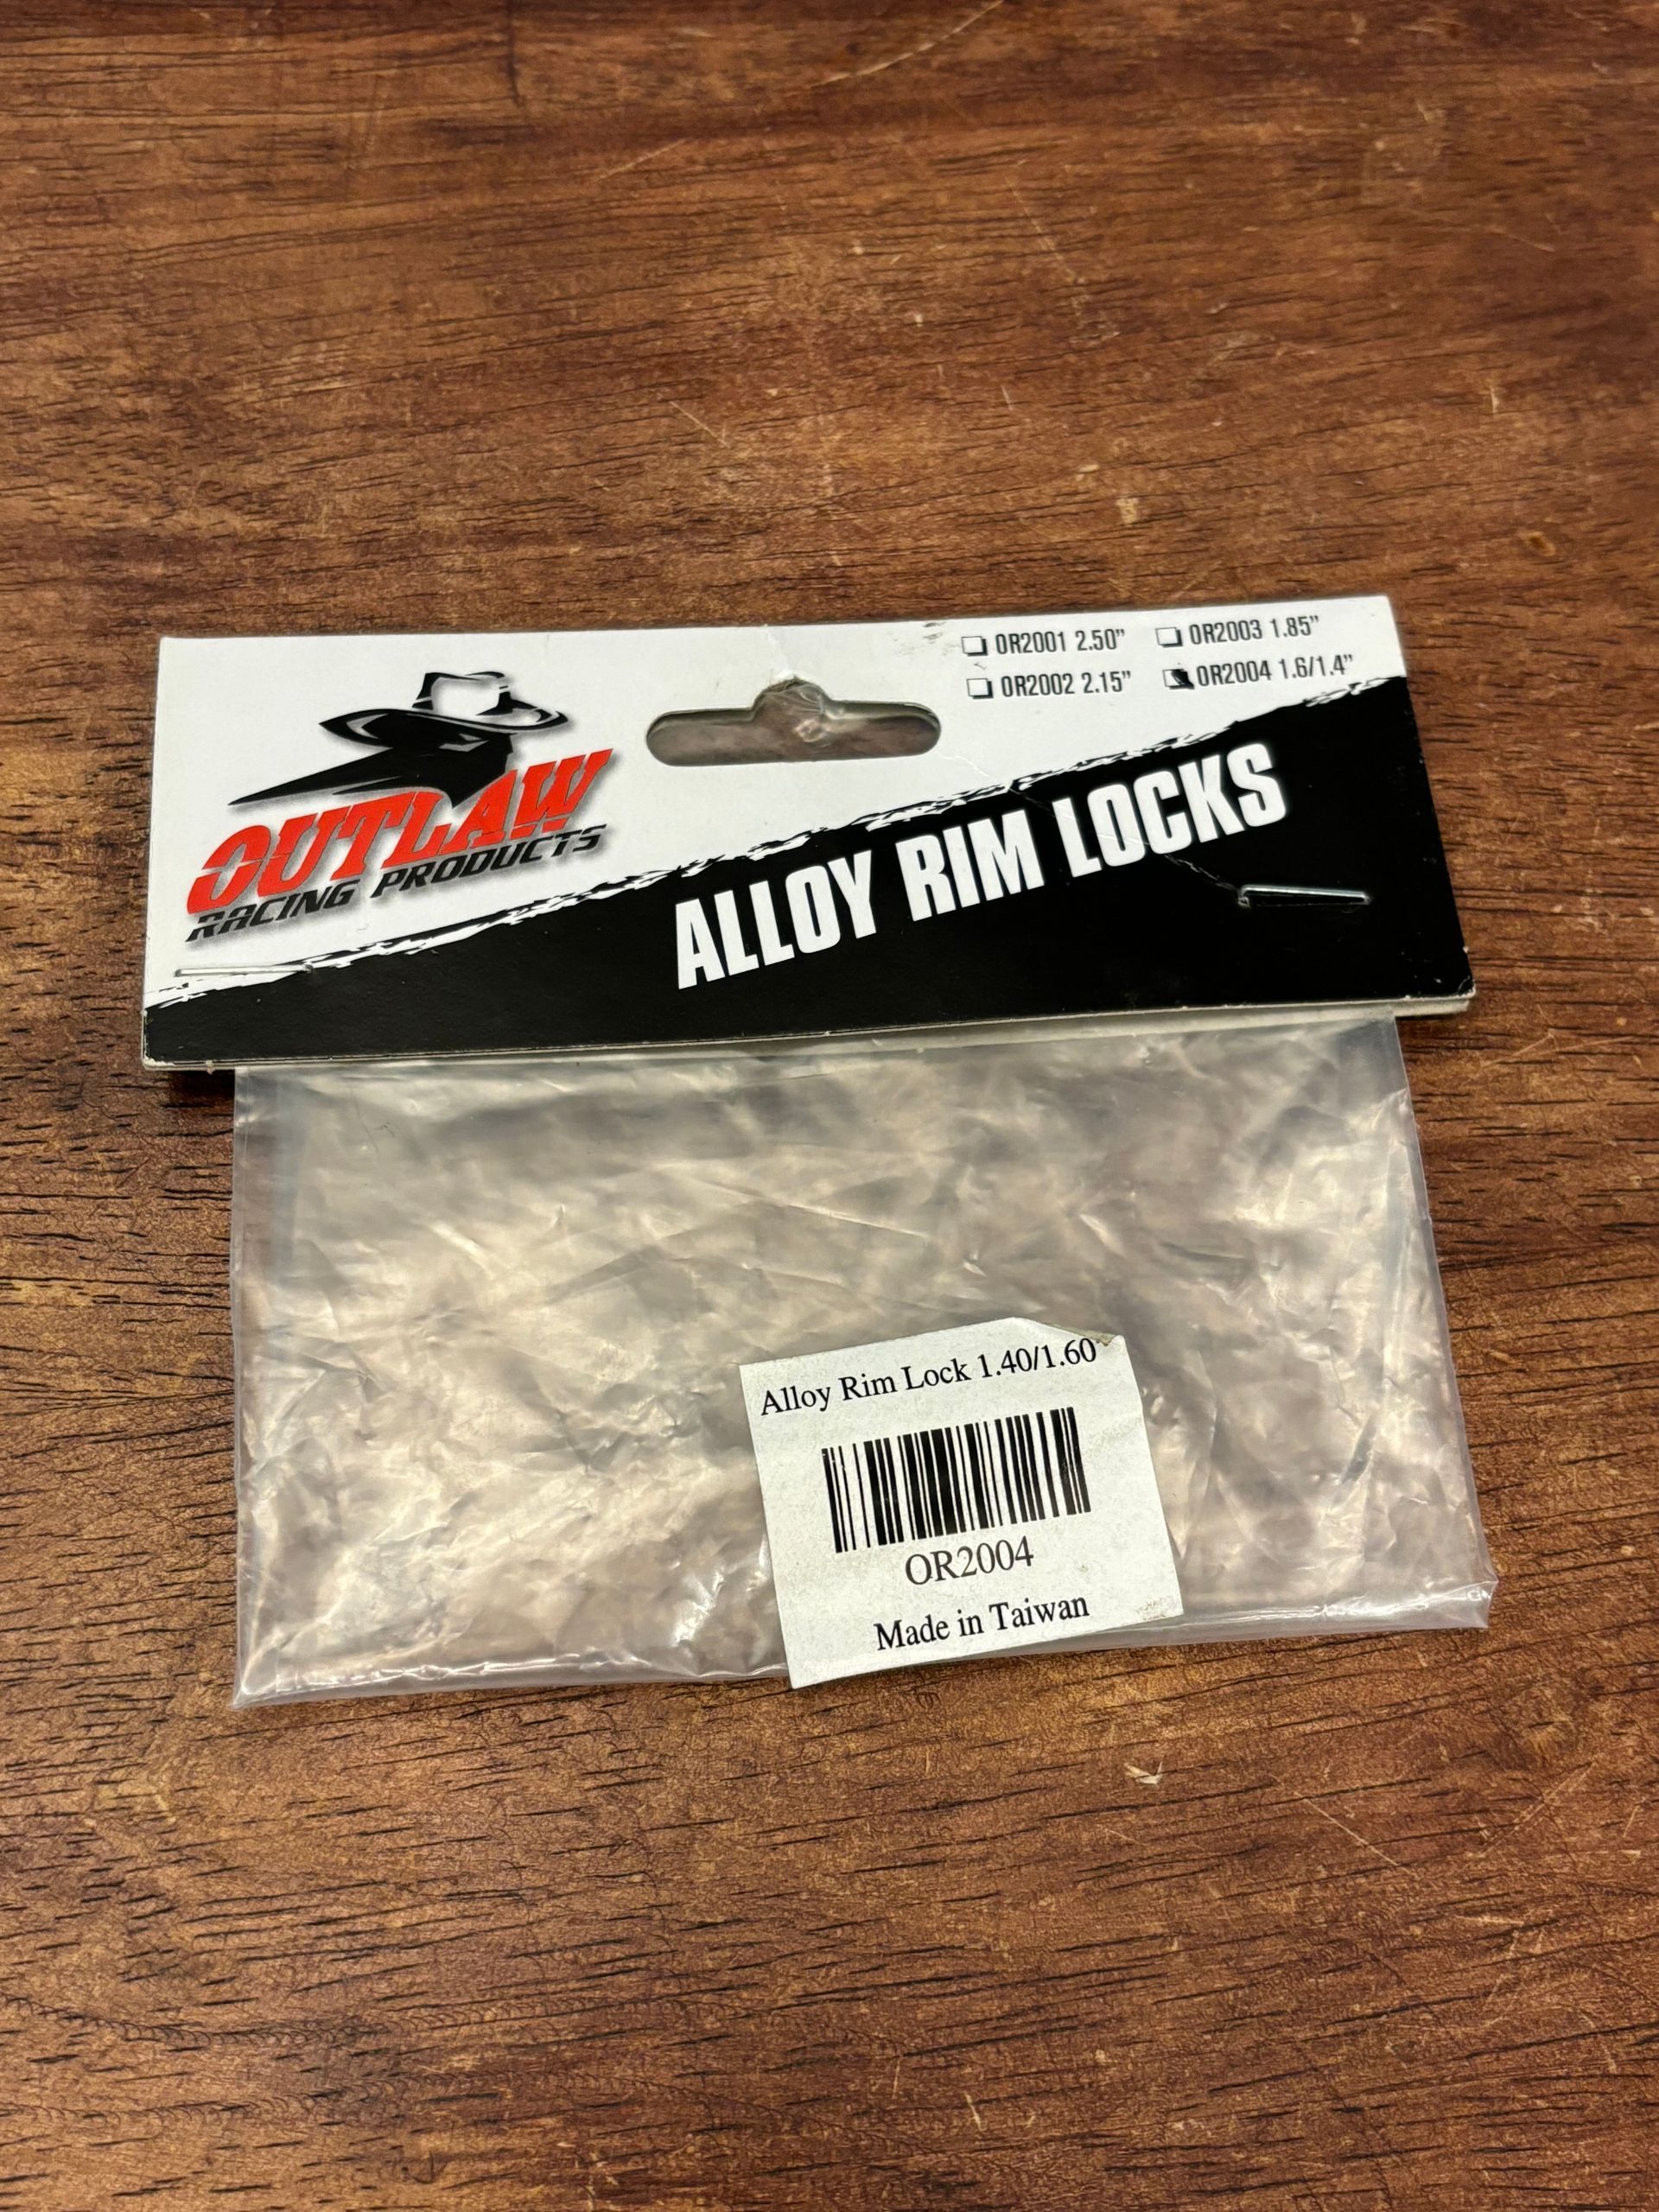 OR2001 2.50" OR2003 1.85"
OR2002 2.15" OR2004 1.6/1.4"
OUTLAW
RACING PRODUCTS
ALLOY RIM LOCKS
Alloy Rim Lock 1.40/1.60"
OR2004
Made in Taiwan